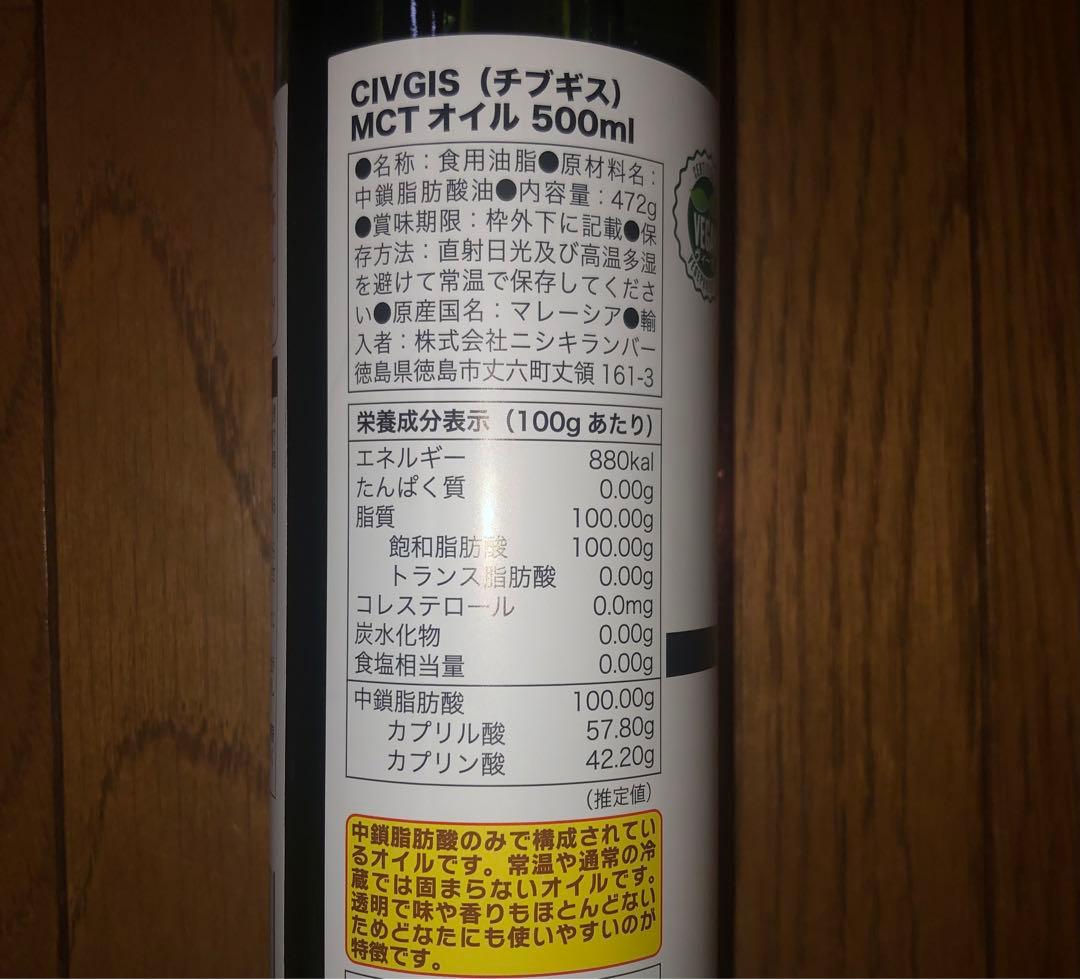 CIVGIS（チブギス）
MCT オイル 500ml
●名称：食用油脂●原材料名：
中鎖脂肪酸油●内容量：472g
●賞味期限：枠外下に記載●保
存方法：直射日光及び高温多湿
を避けて常温で保存してくださ
い●原産国名：マレーシア●輸
入者：株式会社ニシキランバー
徳島県徳島市丈六町丈領 161-3
栄養成分表示（100g あたり）
エネルギー 880kal
たんぱく質 0.00g
脂質 100.00g
飽和脂肪酸 100.00g
トランス脂肪酸 0.00g
コレステロール 0.0mg
炭水化物 0.00g
食塩相当量 0.00g
中鎖脂肪酸 100.00g
カプリル酸 57.80g
カプリン酸 42.20g
（推定値）
中鎖脂肪酸のみで構成されてい
るオイルです。常温や通常の冷
蔵では固まらないオイルです。
透明で味や香りもほとんどない
ためどなたにも使いやすいのが
特徴です。